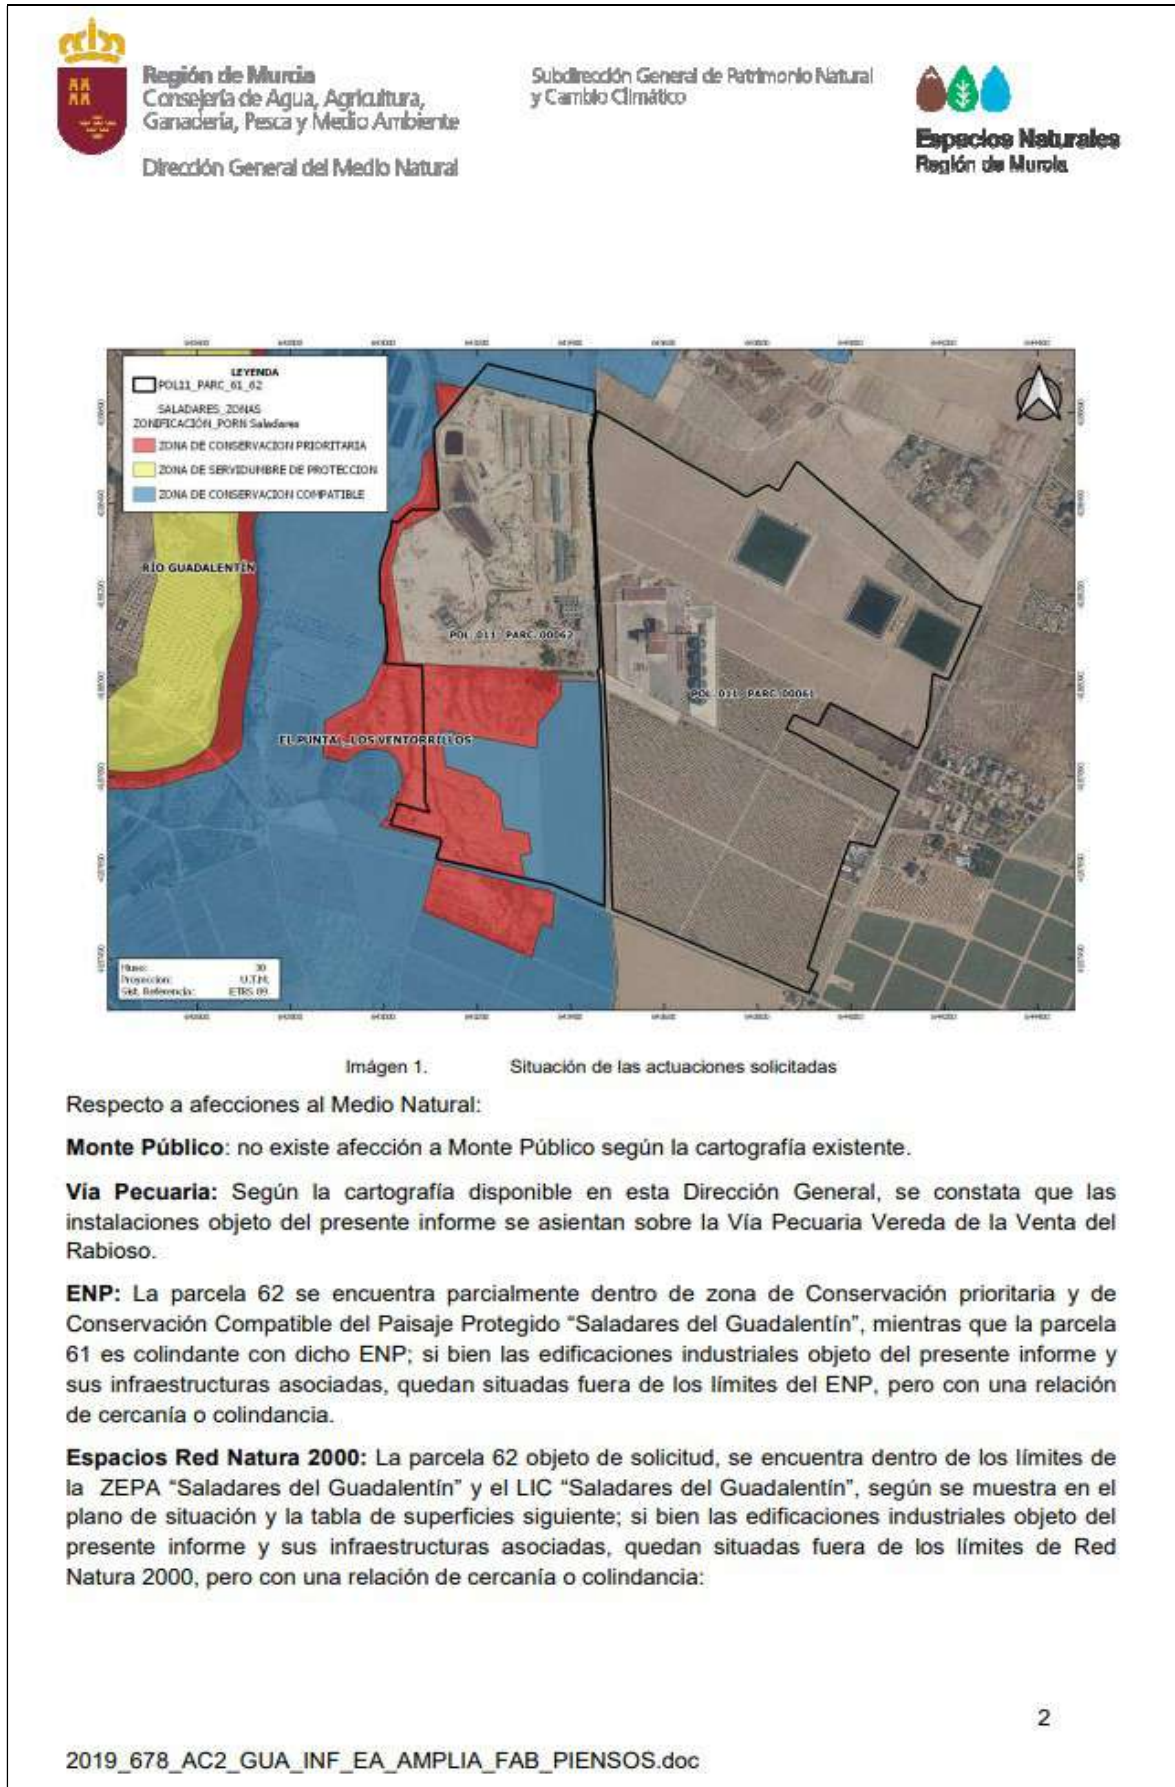 Región de Murcia
Consejería de Agua, Agricultura,
Ganadería, Pesca y Medio Ambiente
Dirección General del Medio Natural
Subdirección General de Patrimonio Natural
y Cambio Climático
Espacios Naturales
Región de Murcia
LEYENDA
POL11_PARC_61_62
SALADARES_ZONAS
ZONIFICACIÓN_PORN Saladares
ZONA DE CONSERVACION PRIORITARIA
ZONA DE SERVIDUMBRE DE PROTECCION
ZONA DE CONSERVACION COMPATIBLE
RÍO GUADALENTÍN
POL 011 PARC.00062
POL 011 PARC.00061
EL PUNTAL_LOS VENTORRILLOS
Huso: 30
Proyeccion: U.T.M.
Sist. Referencia: ETRS 89
Imágen 1. Situación de las actuaciones solicitadas
Respecto a afecciones al Medio Natural:
Monte Público: no existe afección a Monte Público según la cartografía existente.
Vía Pecuaria: Según la cartografía disponible en esta Dirección General, se constata que las
instalaciones objeto del presente informe se asientan sobre la Vía Pecuaria Vereda de la Venta del
Rabioso.
ENP: La parcela 62 se encuentra parcialmente dentro de zona de Conservación prioritaria y de
Conservación Compatible del Paisaje Protegido “Saladares del Guadalentín”, mientras que la parcela
61 es colindante con dicho ENP; si bien las edificaciones industriales objeto del presente informe y
sus infraestructuras asociadas, quedan situadas fuera de los límites del ENP, pero con una relación
de cercanía o colindancia.
Espacios Red Natura 2000: La parcela 62 objeto de solicitud, se encuentra dentro de los límites de
la ZEPA “Saladares del Guadalentín” y el LIC “Saladares del Guadalentín”, según se muestra en el
plano de situación y la tabla de superficies siguiente; si bien las edificaciones industriales objeto del
presente informe y sus infraestructuras asociadas, quedan situadas fuera de los límites de Red
Natura 2000, pero con una relación de cercanía o colindancia:
2
2019_678_AC2_GUA_INF_EA_AMPLIA_FAB_PIENSOS.doc